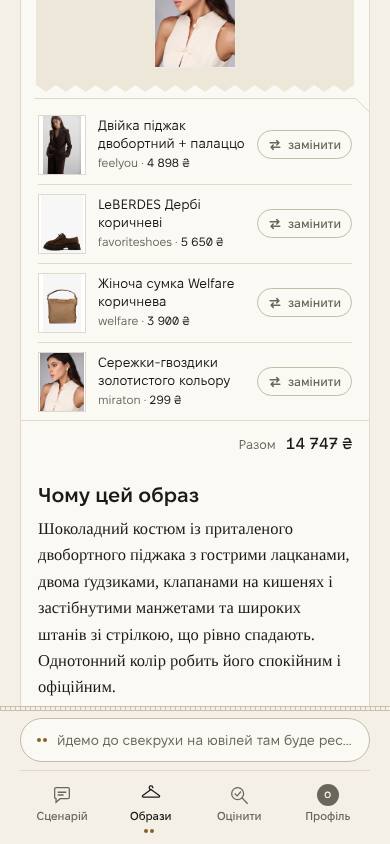 Двійка піджак
двобортний + палаццо
feelyou · 4 898 ₴
замінити
LeBERDES Дербі
коричневі
favoriteshoes · 5 650 ₴
замінити
Жіноча сумка Welfare
коричнева
welfare · 3 900 ₴
замінити
Сережки-гвоздики
золотистого кольору
miraton · 299 ₴
замінити
Разом 14 747 ₴
Чому цей образ
Шоколадний костюм із приталеного
двобортного піджака з гострими лацканами,
двома ґудзиками, клапанами на кишенях і
застібнутими манжетами та широких
штанів зі стрілкою, що рівно спадають.
Однотонний колір робить його спокійним і
офіційним.
йдемо до свекрухи на ювілей там буде рес…
О
Сценарій Образи Оцінити Профіль